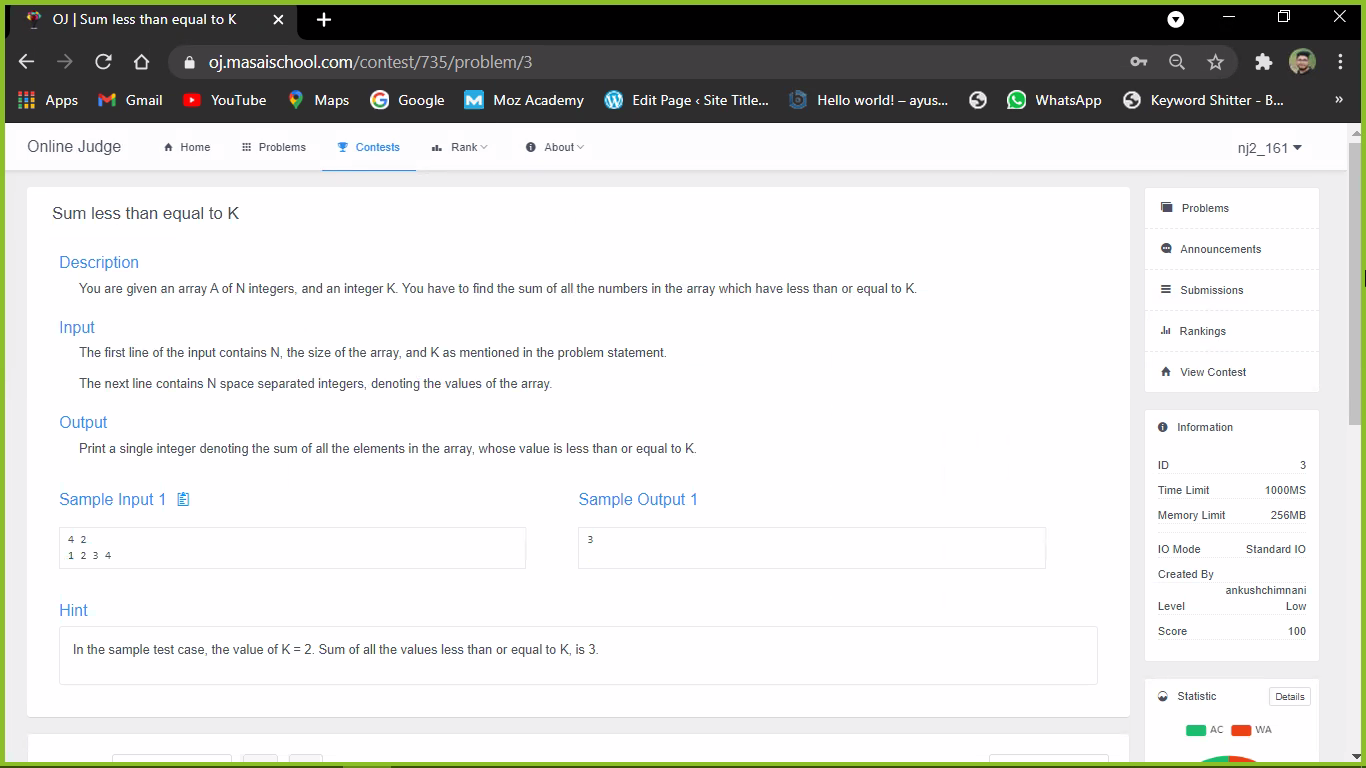 OJ | Sum less than equal to K
oj.masaischool.com/contest/735/problem/3
Apps Gmail YouTube Maps Google Moz Academy Edit Page ‹ Site Title... Hello world! – ayus... WhatsApp Keyword Shitter - B... »
Online Judge Home Problems Contests Rank About nj2_161
Sum less than equal to K
Description
You are given an array A of N integers, and an integer K. You have to find the sum of all the numbers in the array which have less than or equal to K.
Input
The first line of the input contains N, the size of the array, and K as mentioned in the problem statement.
The next line contains N space separated integers, denoting the values of the array.
Output
Print a single integer denoting the sum of all the elements in the array, whose value is less than or equal to K.
Sample Input 1
4 2
1 2 3 4
Sample Output 1
3
Hint
In the sample test case, the value of K = 2. Sum of all the values less than or equal to K, is 3.
Problems
Announcements
Submissions
Rankings
View Contest
Information
ID 3
Time Limit 1000MS
Memory Limit 256MB
IO Mode Standard IO
Created By
ankushchimnani
Level Low
Score 100
Statistic Details
AC WA